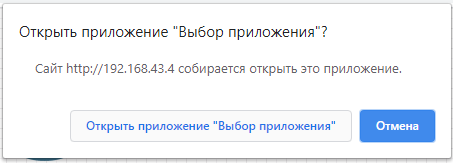 Открыть приложение "Выбор приложения"?
Сайт http://192.168.43.4 собирается открыть это приложение.
Открыть приложение "Выбор приложения"
Отмена